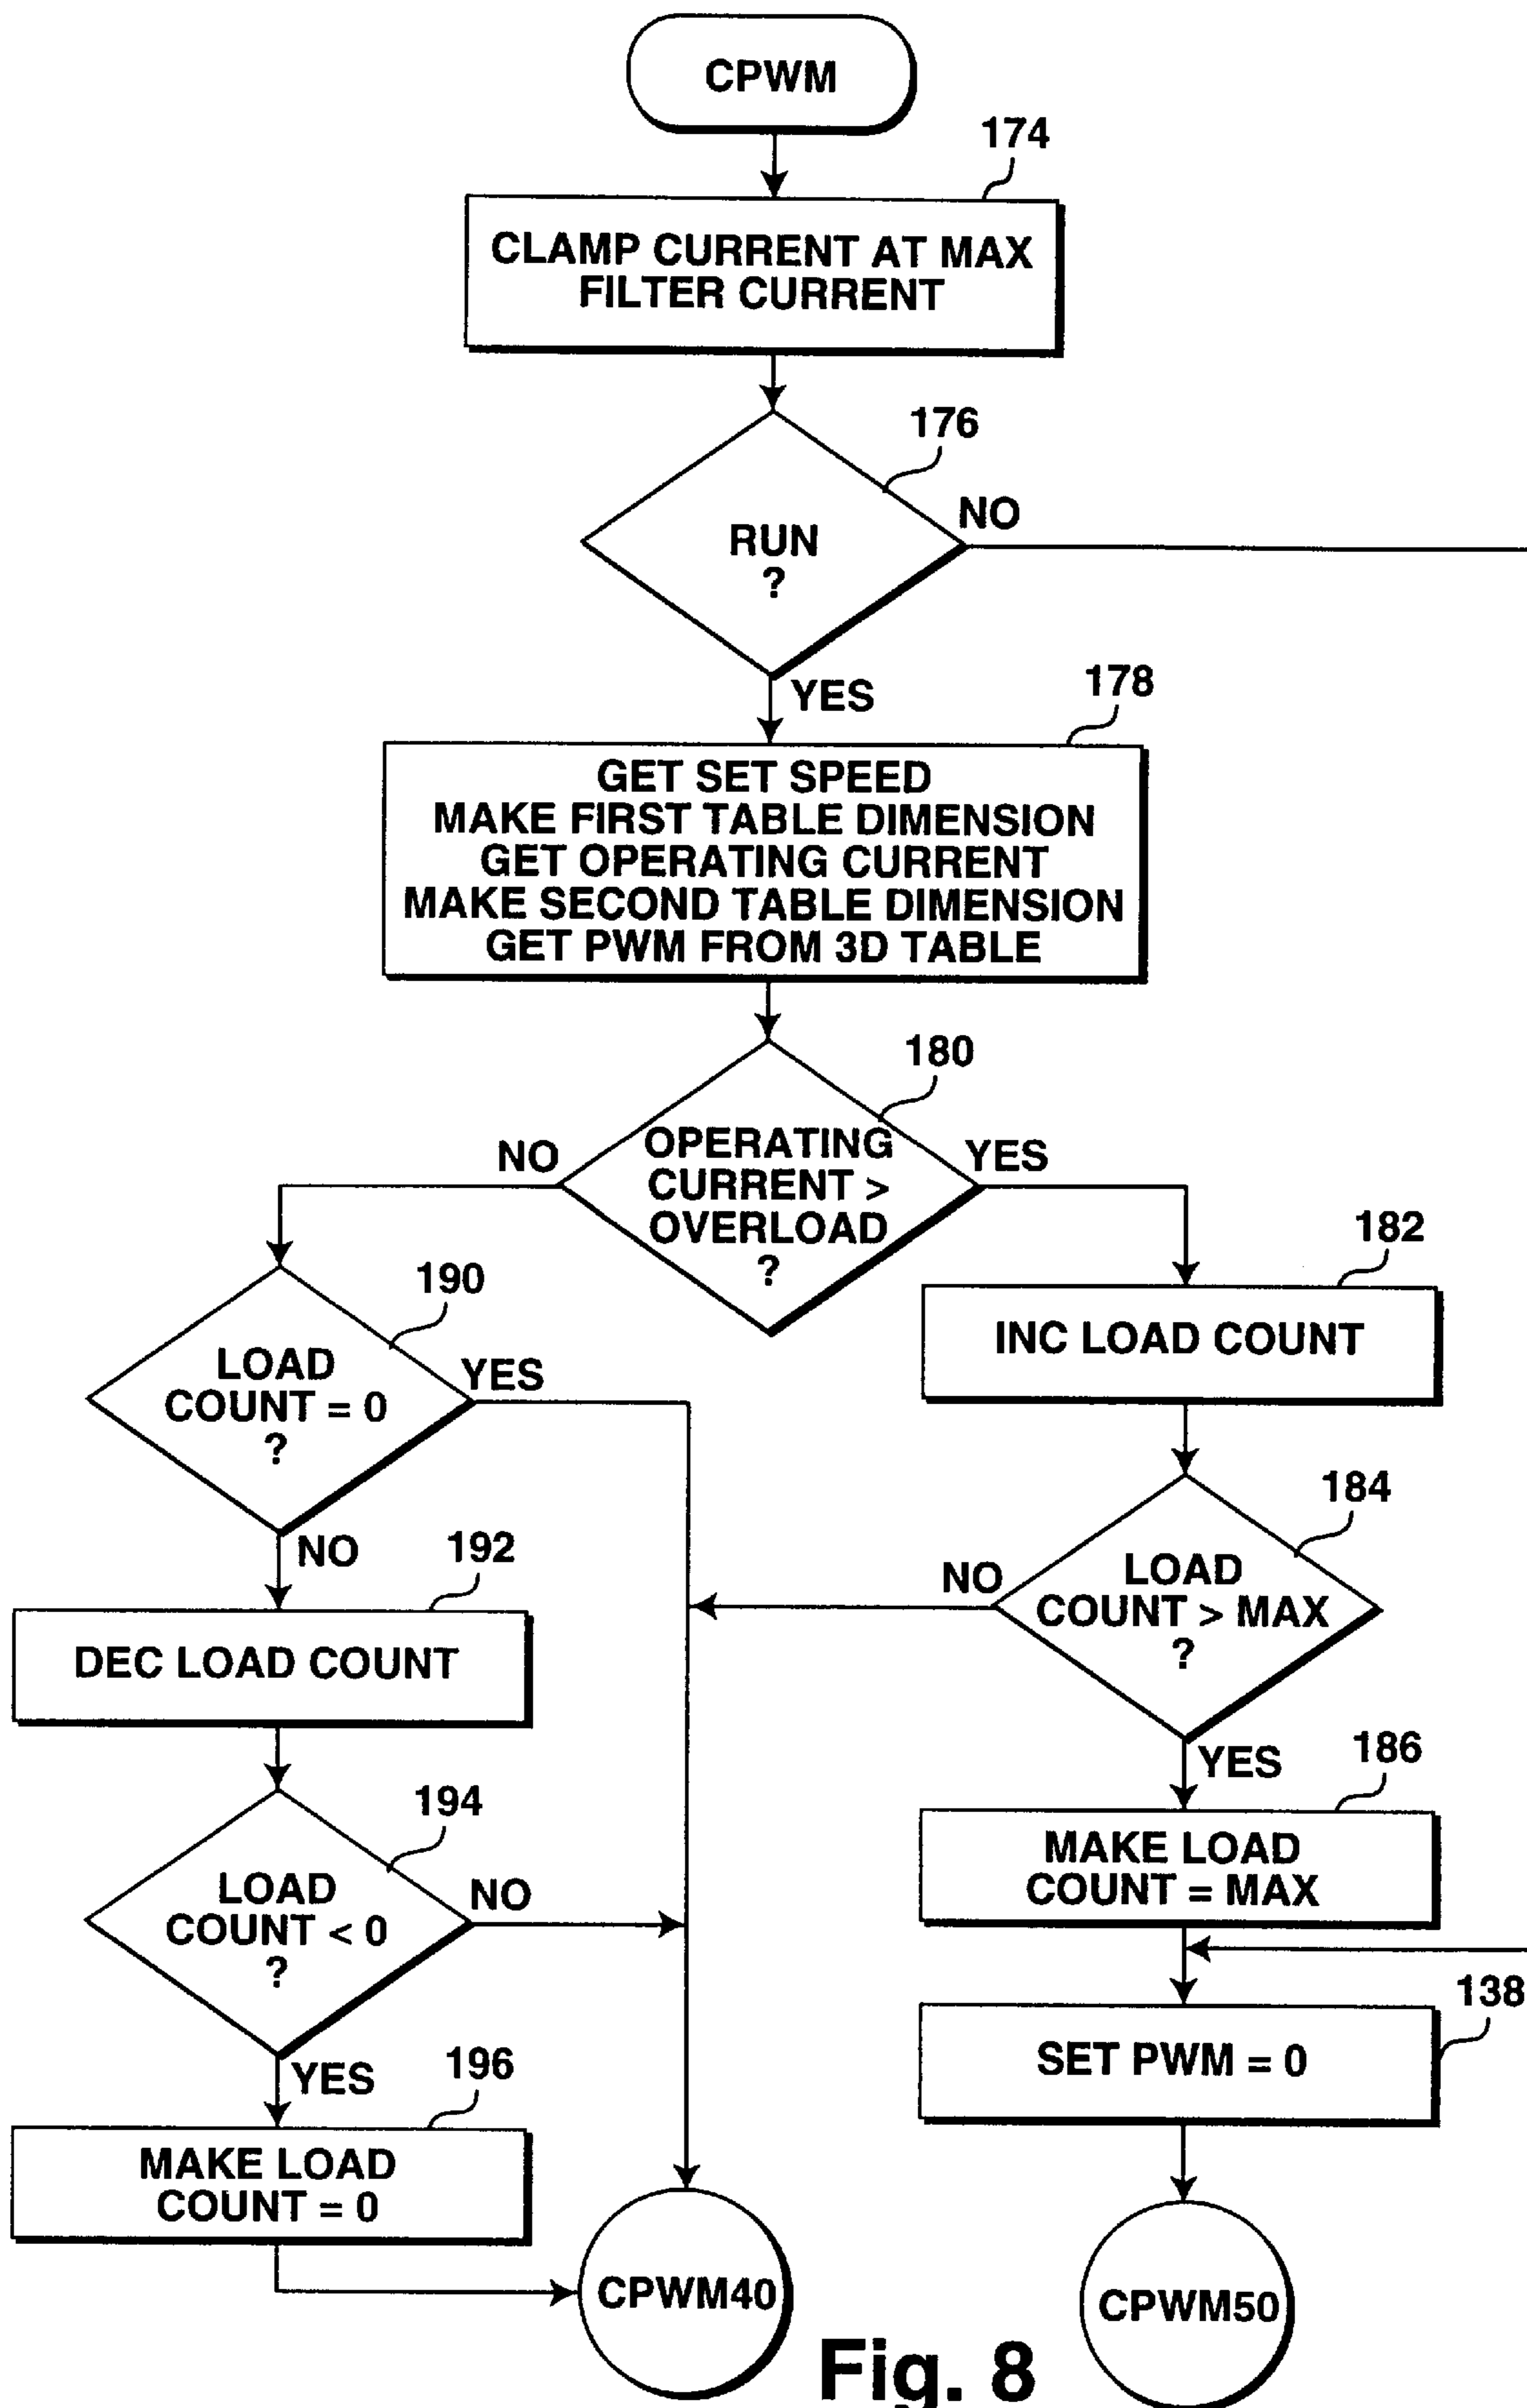 CPWM
174
CLAMP CURRENT AT MAX
FILTER CURRENT
176
RUN
?
NO
YES
178
GET SET SPEED
MAKE FIRST TABLE DIMENSION
GET OPERATING CURRENT
MAKE SECOND TABLE DIMENSION
GET PWM FROM 3D TABLE
180
OPERATING
CURRENT >
OVERLOAD
?
NO
YES
190
LOAD
COUNT = 0
?
YES
NO
182
INC LOAD COUNT
184
LOAD
COUNT > MAX
?
NO
YES
192
DEC LOAD COUNT
194
LOAD
COUNT < 0
?
NO
YES
186
MAKE LOAD
COUNT = MAX
138
SET PWM = 0
196
MAKE LOAD
COUNT = 0
CPWM40
CPWM50
Fig. 8